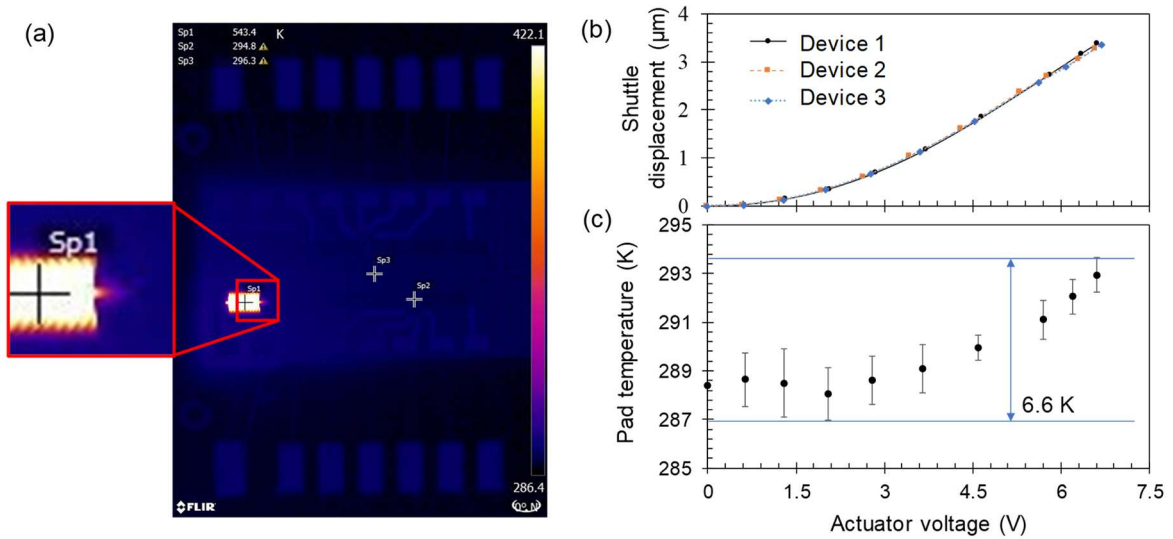 (a)
Sp1 543.4 K
Sp2 294.8
Sp3 296.3
422.1
Sp1
Sp3
Sp1
Sp2
286.4
FLIR
0° N
(b)
Shuttle
displacement (µm)
4
3
2
1
0
Device 1
Device 2
Device 3
(c)
Pad temperature (K)
295
293
291
289
287
285
6.6 K
0 1.5 3 4.5 6 7.5
Actuator voltage (V)